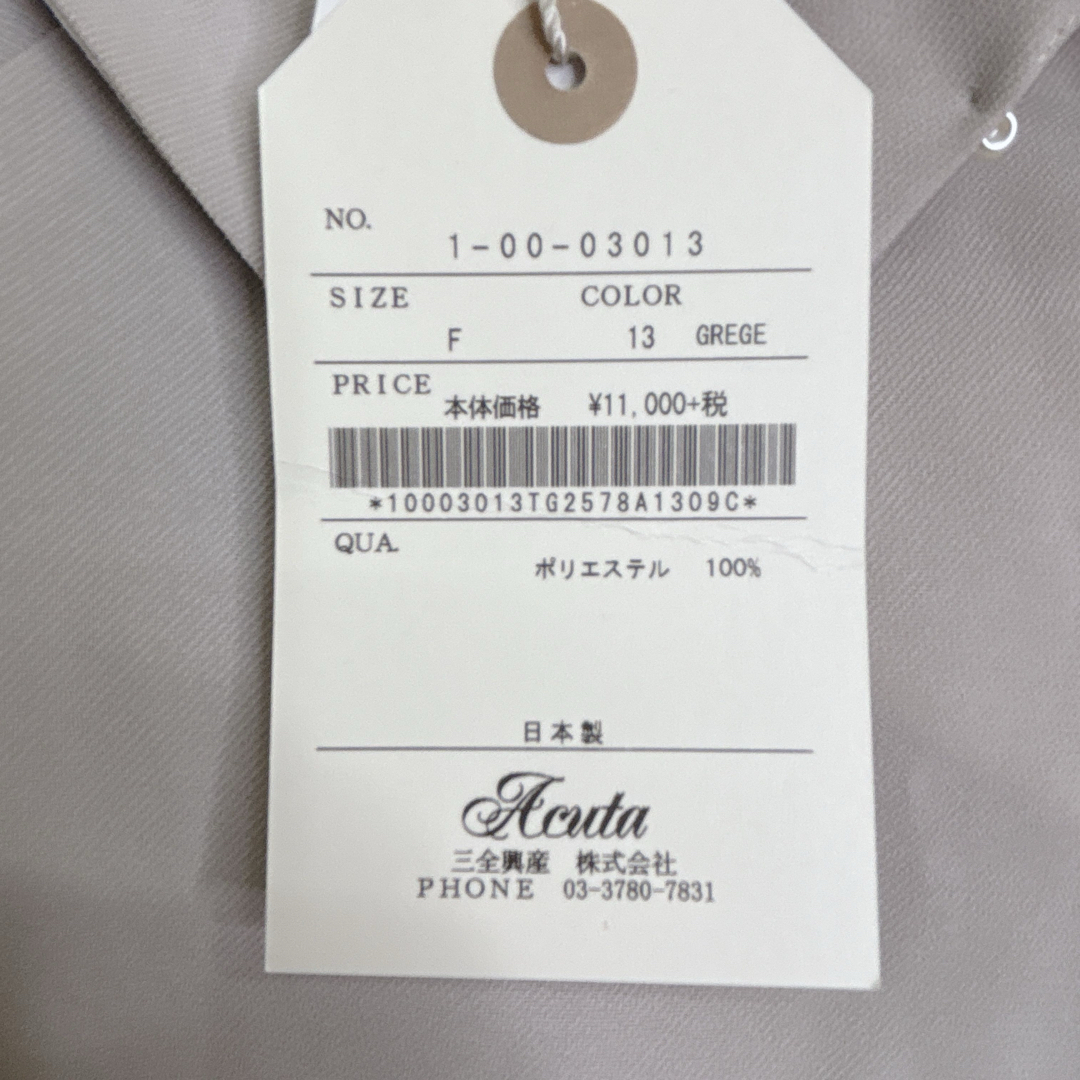 NO.
1-00-03013
SIZE COLOR
F 13 GREGE
PRICE
本体価格 ¥11,000+税
*10003013TG2578A1309C*
QUA.
ポリエステル 100%
日本製
Acuta
三全興産 株式会社
PHONE 03-3780-7831